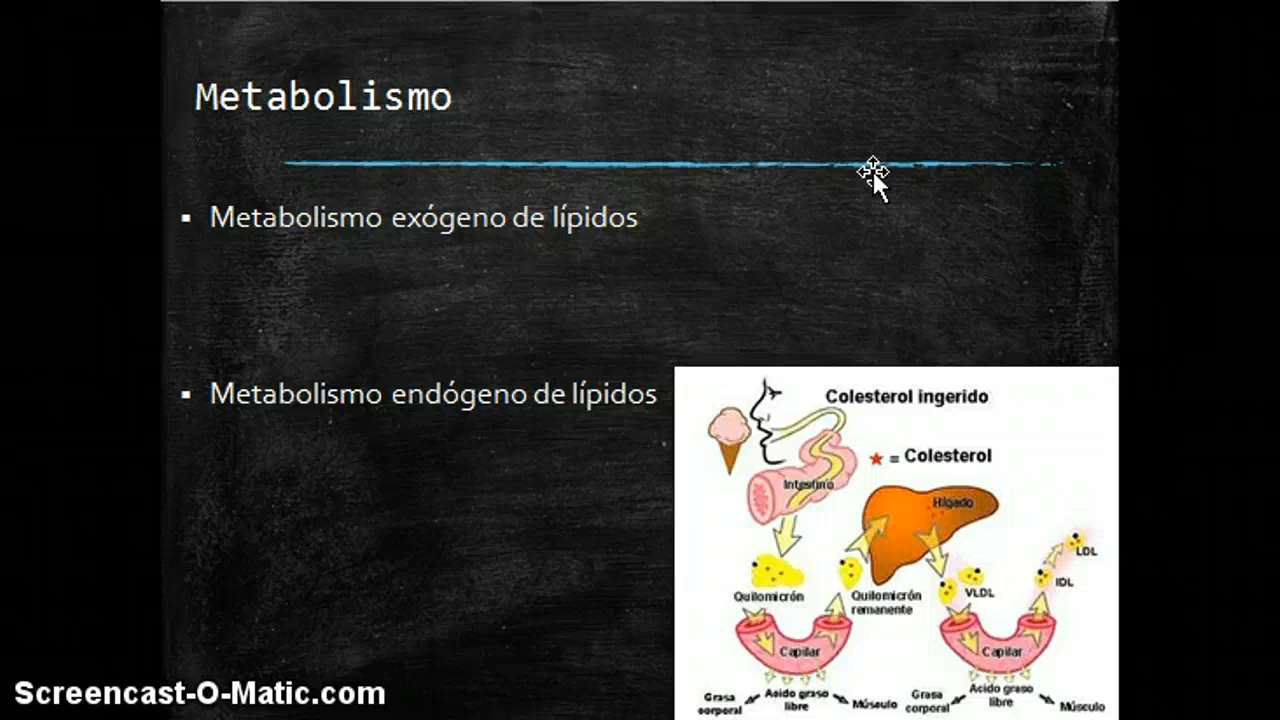 Metabolismo
Metabolismo exógeno de lípidos
Metabolismo endógeno de lípidos
Colesterol ingerido
= Colesterol
Intestino
Hígado
LDL
IDL
VLDL
Quilomicrón
Quilomicrón
remanente
Capilar
Capilar
Grasa
corporal
Acido graso
libre
Músculo
Grasa
corporal
Acido graso
libre
Músculo
Screencast-O-Matic.com